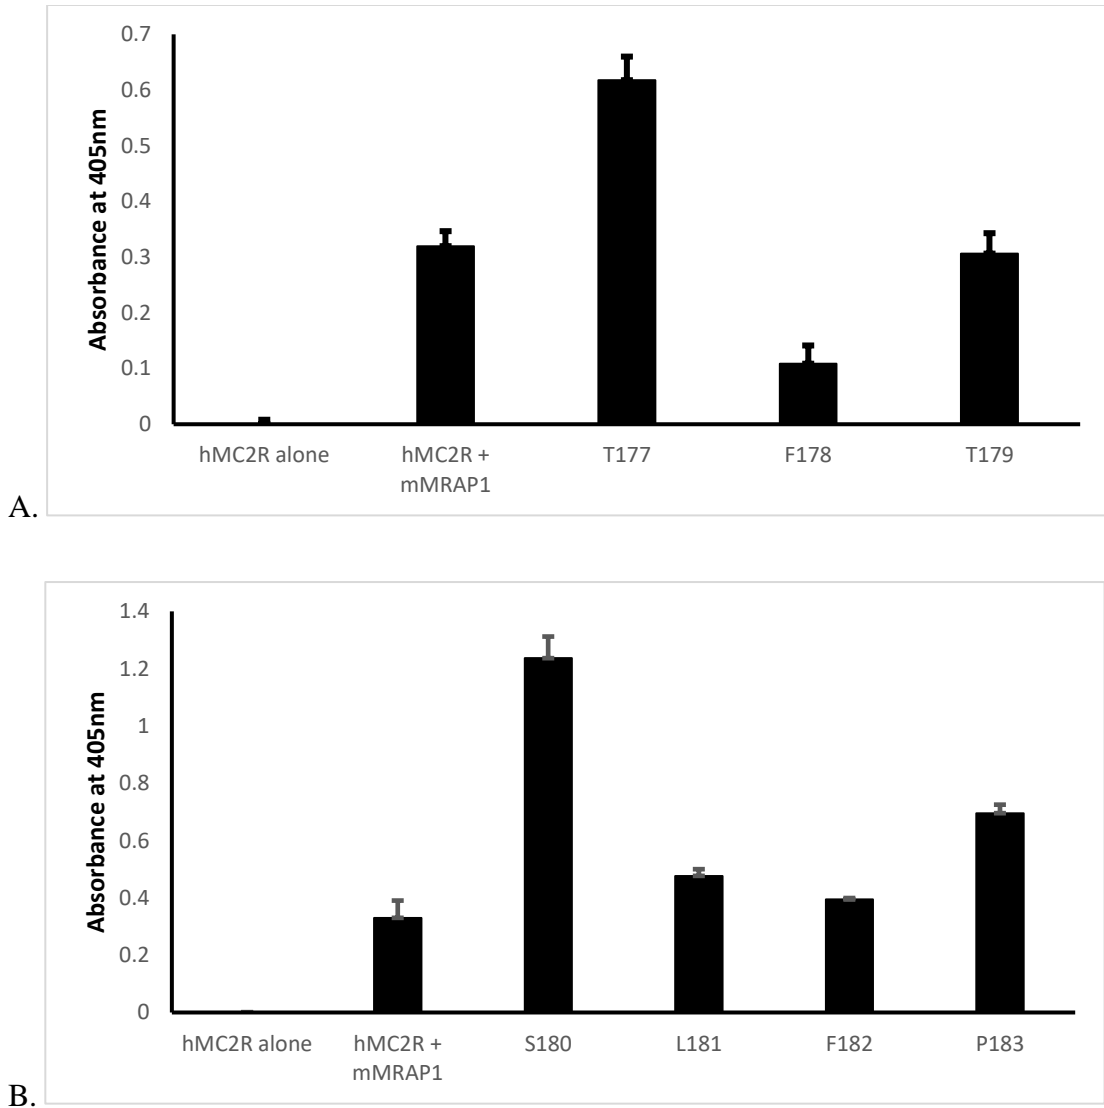 0.7
0.6
0.5
0.4
0.3
0.2
0.1
0
Absorbance at 405nm
hMC2R alone
hMC2R +
mMRAP1
T177
F178
T179
A.
1.4
1.2
1
0.8
0.6
0.4
0.2
0
Absorbance at 405nm
hMC2R alone
hMC2R +
mMRAP1
S180
L181
F182
P183
B.